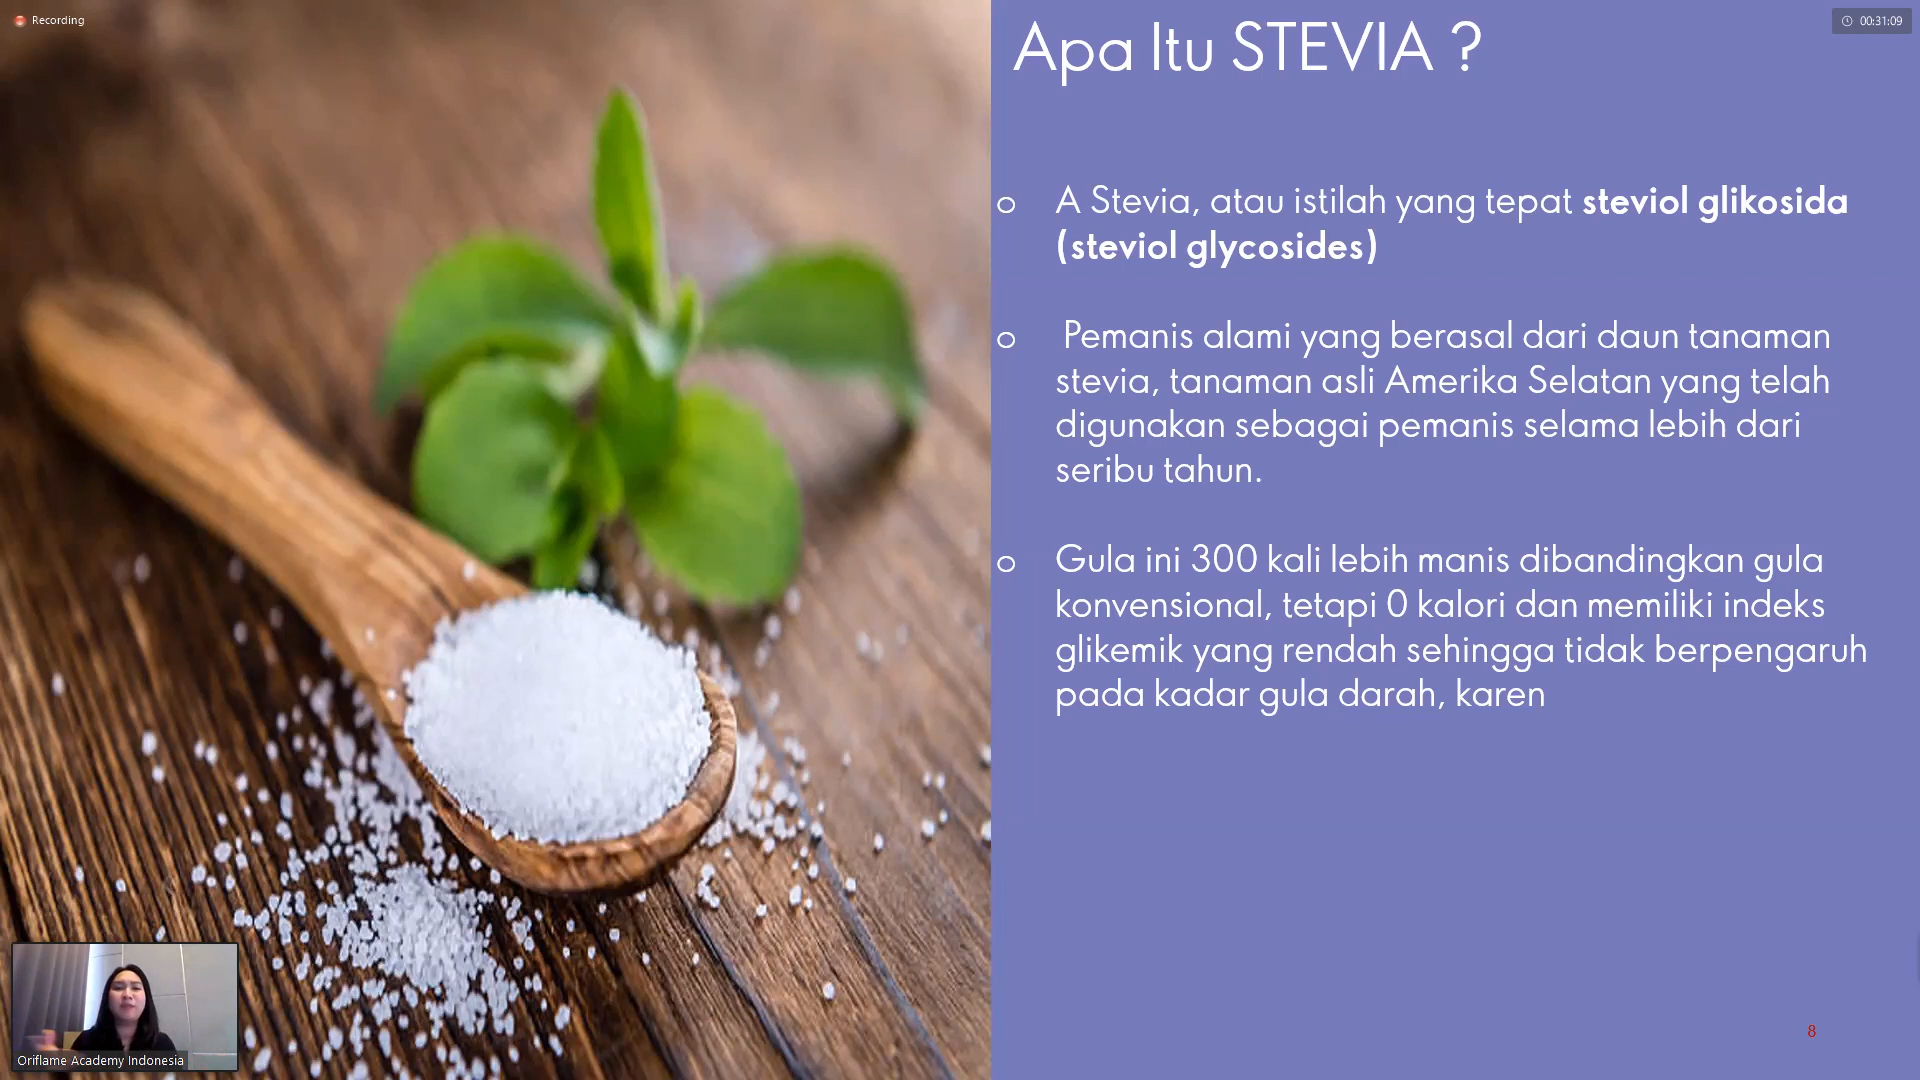 Recording
00:31:09
Apa Itu STEVIA ?
o A Stevia, atau istilah yang tepat steviol glikosida
(steviol glycosides)
o Pemanis alami yang berasal dari daun tanaman
stevia, tanaman asli Amerika Selatan yang telah
digunakan sebagai pemanis selama lebih dari
seribu tahun.
o Gula ini 300 kali lebih manis dibandingkan gula
konvensional, tetapi 0 kalori dan memiliki indeks
glikemik yang rendah sehingga tidak berpengaruh
pada kadar gula darah, karen
Oriflame Academy Indonesia
8